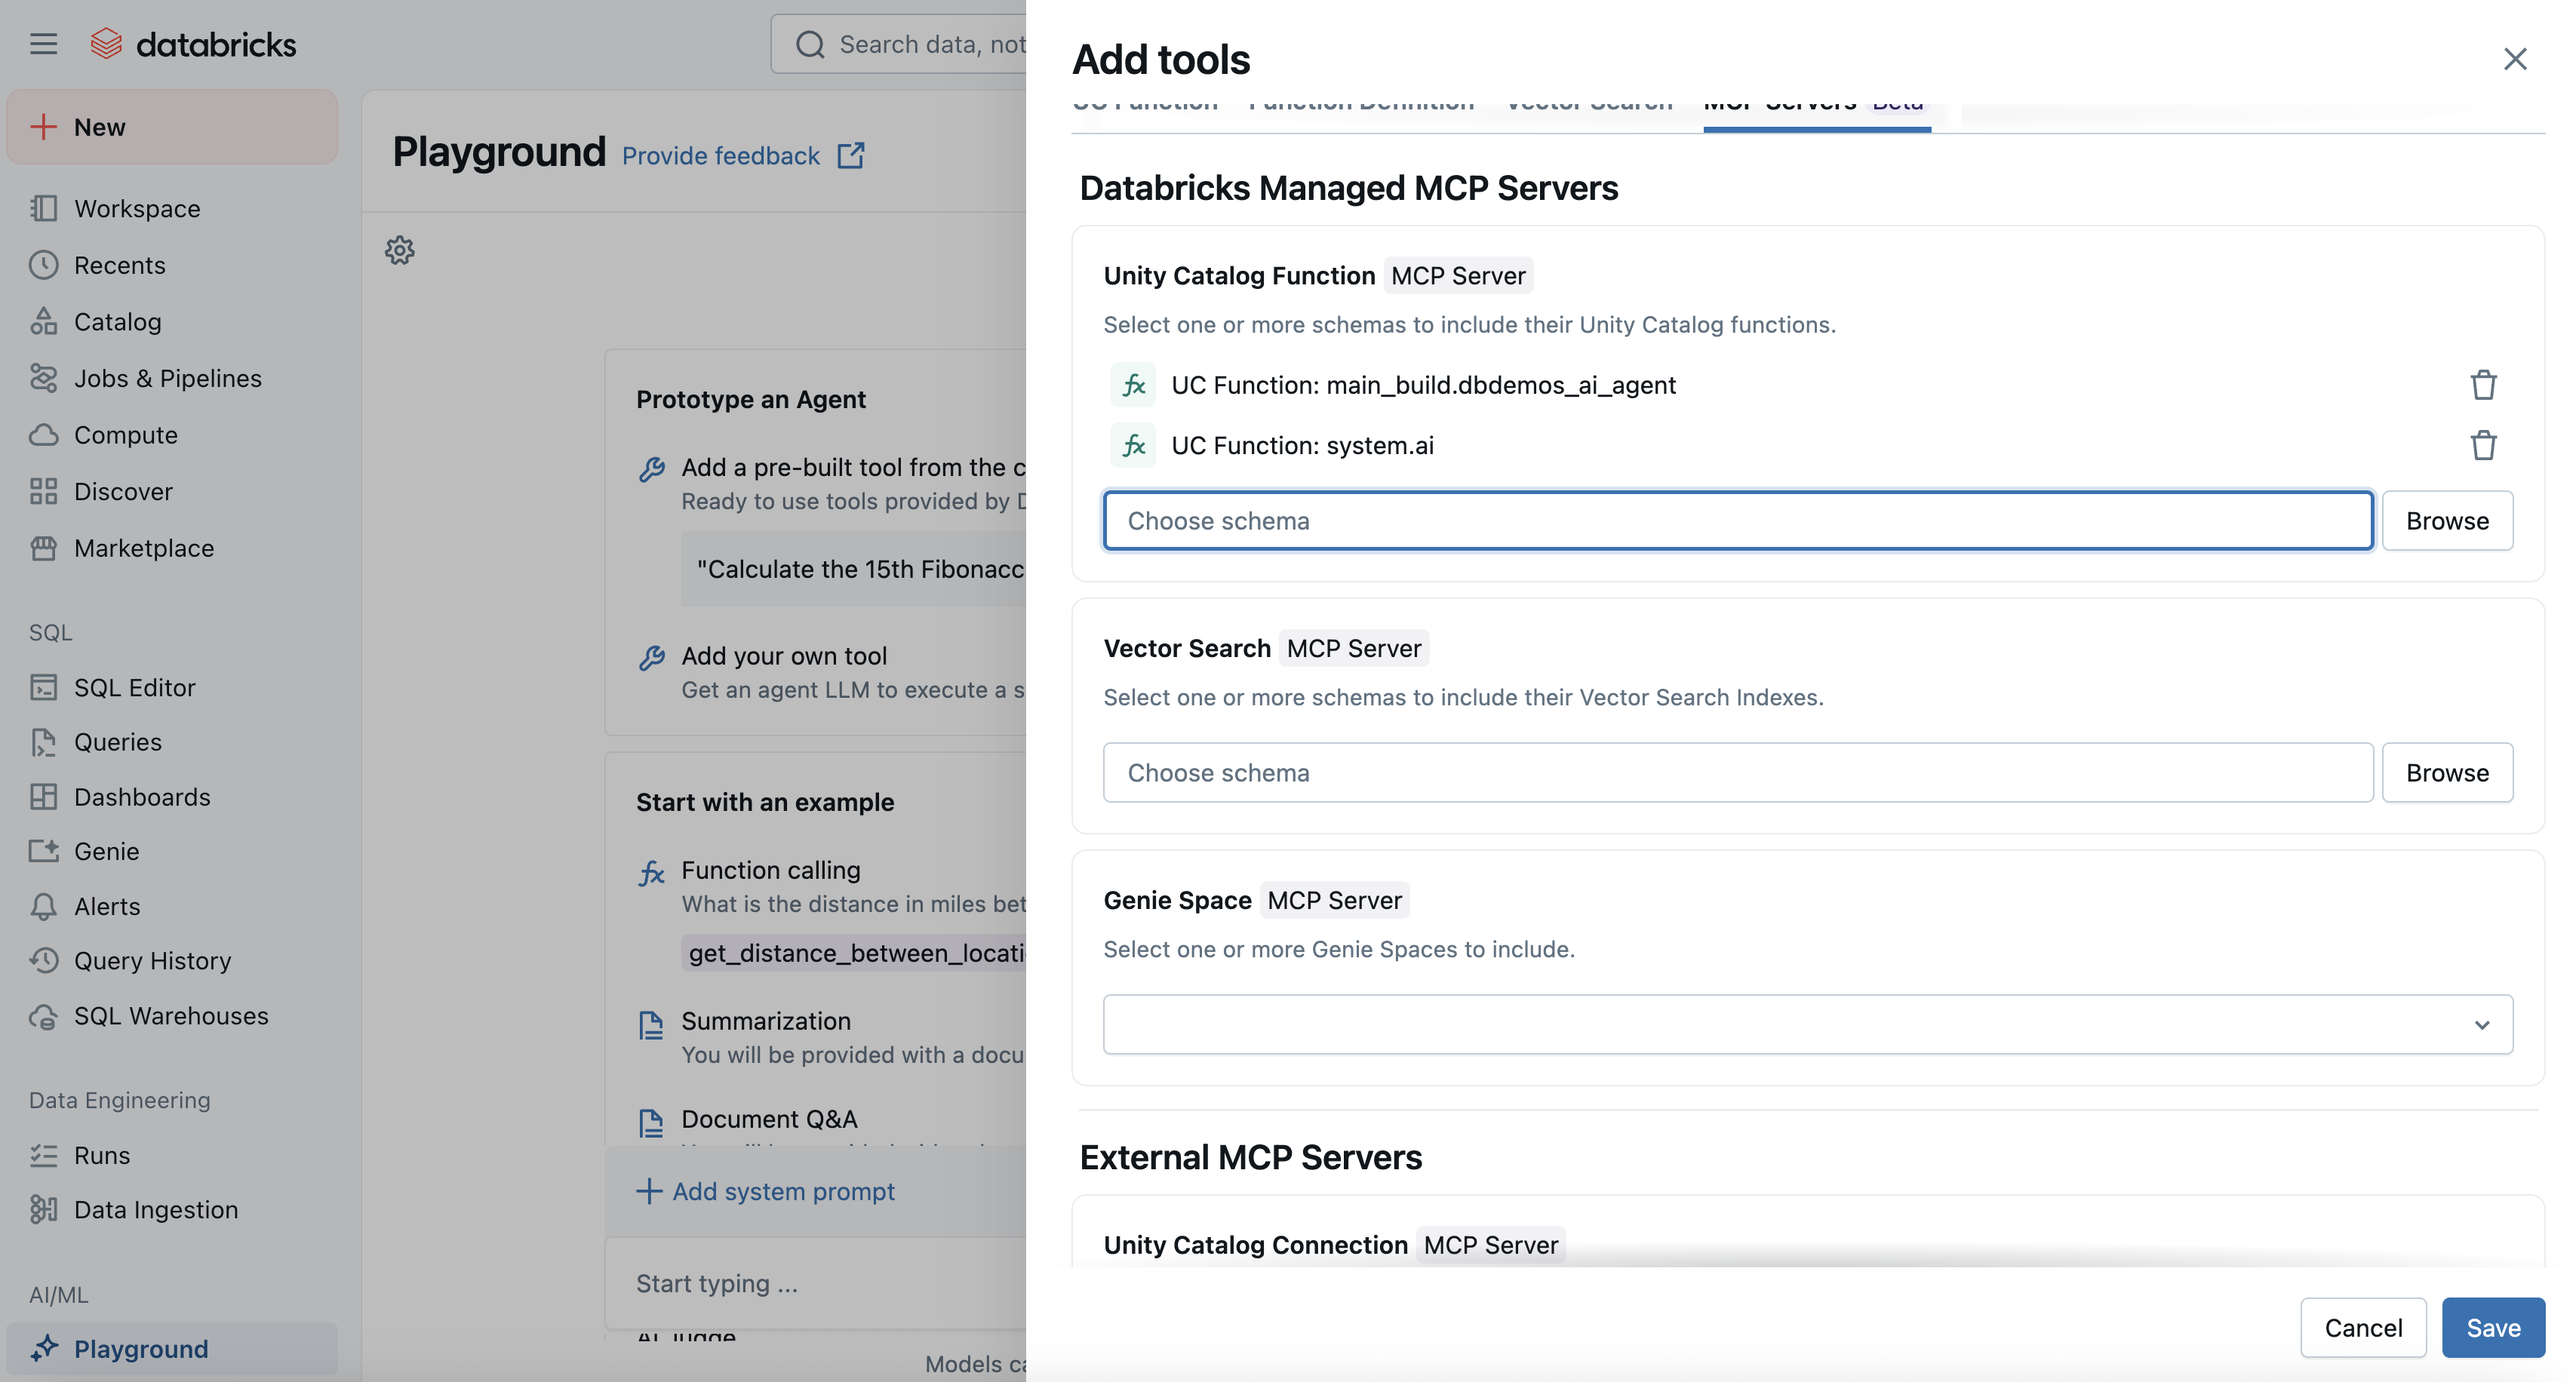 databricks
Search data, not
New
Workspace
Recents
Catalog
Jobs & Pipelines
Compute
Discover
Marketplace
SQL
SQL Editor
Queries
Dashboards
Genie
Alerts
Query History
SQL Warehouses
Data Engineering
Runs
Data Ingestion
AI/ML
Playground
Playground Provide feedback
Prototype an Agent
Add a pre-built tool from the c
Ready to use tools provided by D
"Calculate the 15th Fibonacc
Add your own tool
Get an agent LLM to execute a s
Start with an example
Function calling
What is the distance in miles bet
get_distance_between_locati
Summarization
You will be provided with a docu
Document Q&A
Add system prompt
Start typing ...
AI Judge
Models ca
Add tools
UC Function Function Definition Vector Search MCP Servers Beta
Databricks Managed MCP Servers
Unity Catalog Function MCP Server
Select one or more schemas to include their Unity Catalog functions.
UC Function: main_build.dbdemos_ai_agent
UC Function: system.ai
Choose schema Browse
Vector Search MCP Server
Select one or more schemas to include their Vector Search Indexes.
Choose schema Browse
Genie Space MCP Server
Select one or more Genie Spaces to include.
External MCP Servers
Unity Catalog Connection MCP Server
Cancel Save